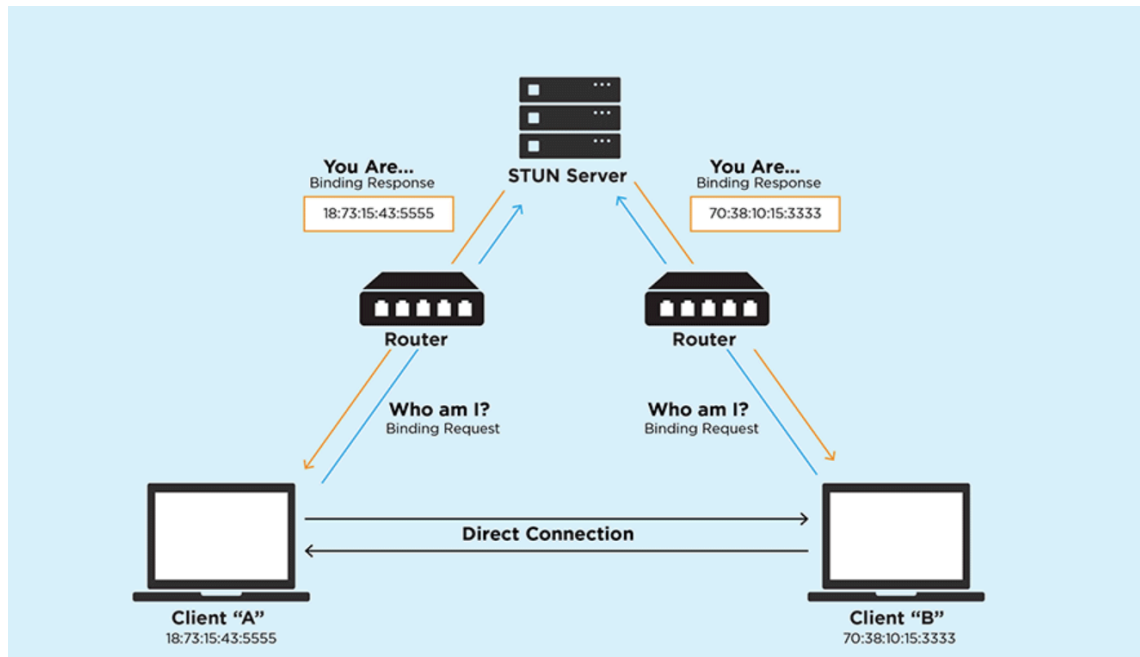 STUN Server
You Are...
Binding Response
18:73:15:43:5555
You Are...
Binding Response
70:38:10:15:3333
Router
Router
Who am I?
Binding Request
Who am I?
Binding Request
Direct Connection
Client “A”
18:73:15:43:5555
Client “B”
70:38:10:15:3333